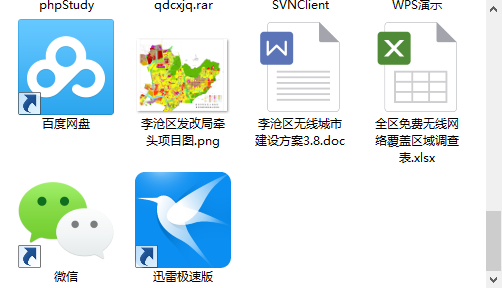 phpStudy qdcxjq.rar SVNClient WPS演示
百度网盘 李沧区发改局牵 李沧区无线城市 全区免费无线网
头项目图.png 建设方案3.8.doc 络覆盖区域调查
表.xlsx
微信 迅雷极速版